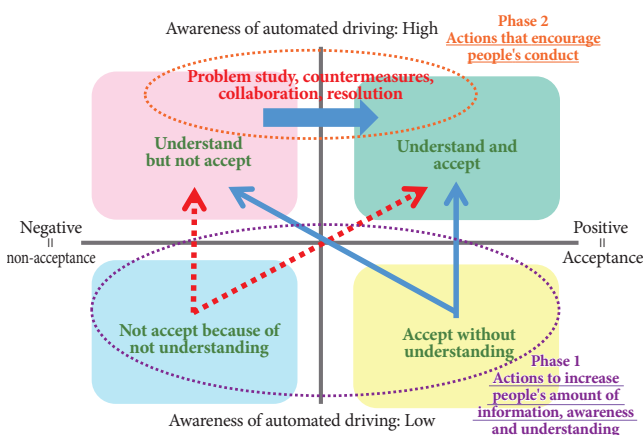 Awareness of automated driving: High
Phase 2
Actions that encourage
people's conduct
Problem study, countermeasures,
collaboration, resolution
Understand
but not accept
Understand and
accept
Negative
=
non-acceptance
Positive
=
Acceptance
Not accept because of
not understanding
Accept without
understanding
Phase 1
Actions to increase
people's amount of
information, awareness
and understanding
Awareness of automated driving: Low